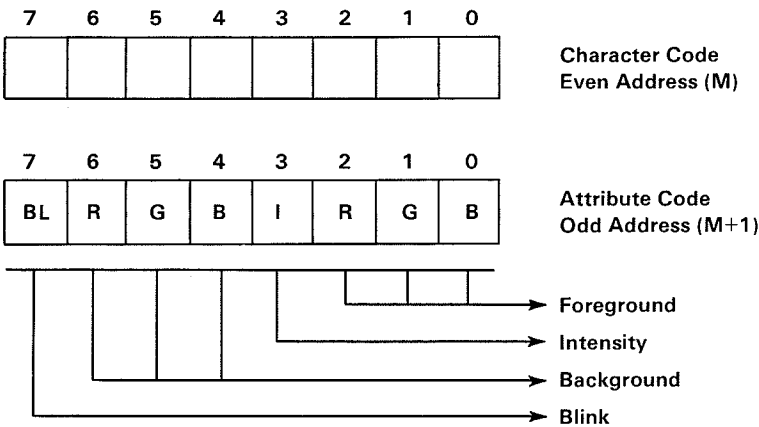 7 6 5 4 3 2 1 0
Character Code
Even Address (M)
7 6 5 4 3 2 1 0
BL R G B I R G B
Attribute Code
Odd Address (M+1)
Foreground
Intensity
Background
Blink